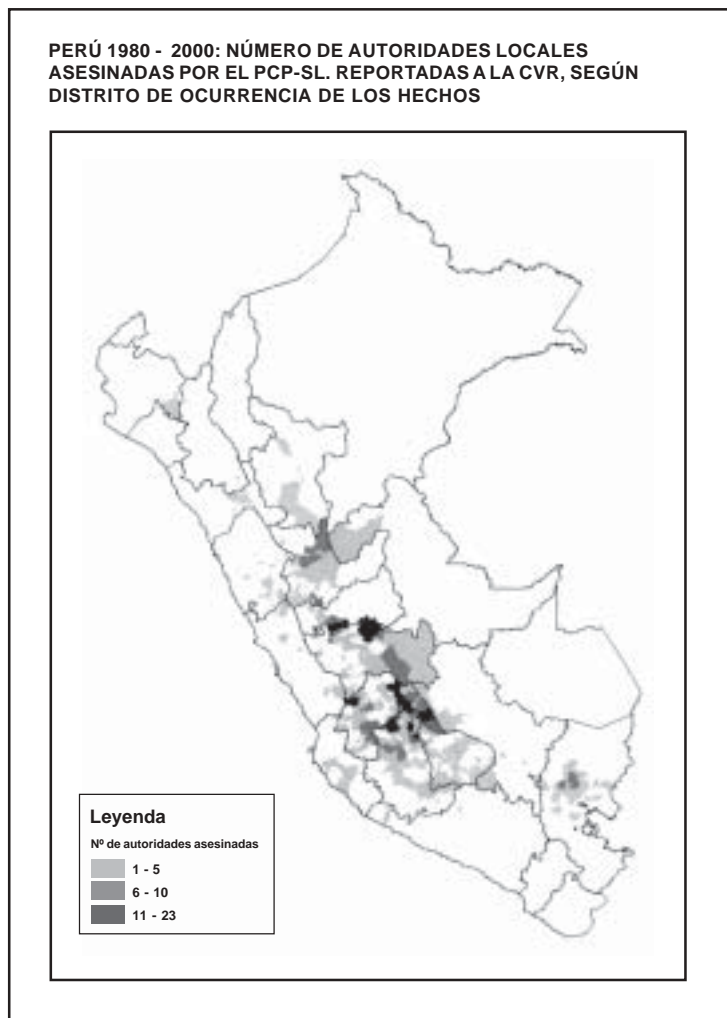 PERÚ 1980 - 2000: NÚMERO DE AUTORIDADES LOCALES
ASESINADAS POR EL PCP-SL. REPORTADAS A LA CVR, SEGÚN
DISTRITO DE OCURRENCIA DE LOS HECHOS
Leyenda
Nº de autoridades asesinadas
1 - 5
6 - 10
11 - 23